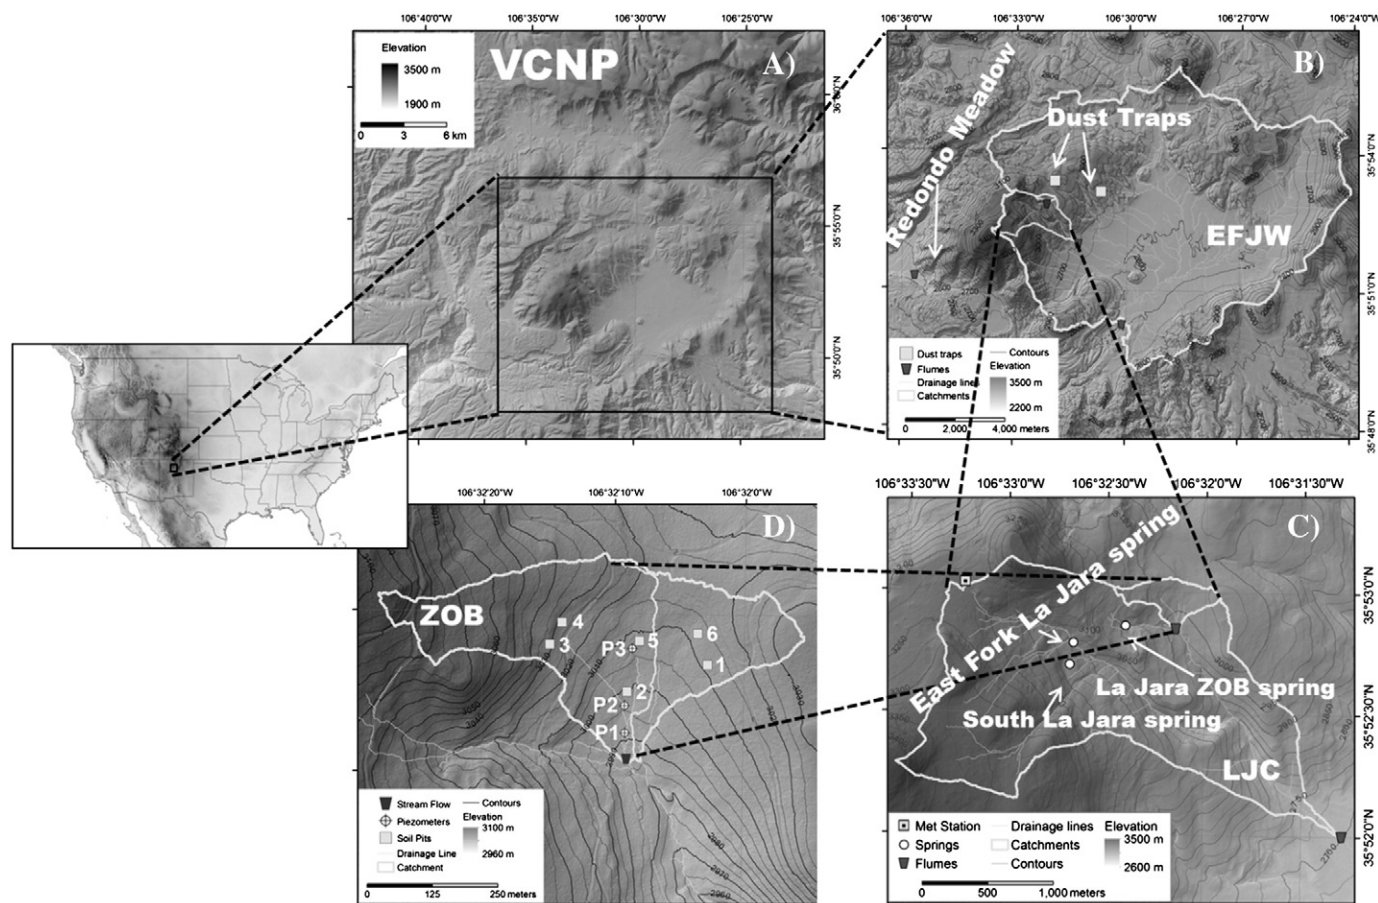 106°40'0"W 106°35'0"W 106°30'0"W 106°25'0"W
Elevation
3500 m
1900 m
0 3 6 km
VCNP
A)
35°55'0"N
35°50'0"N
106°36'0"W 106°33'0"W 106°30'0"W 106°27'0"W 106°24'0"W
B)
Redondo Meadow
Dust Traps
EFJW
35°54'0"N
35°51'0"N
35°48'0"N
Dust traps
Flumes
Drainage lines
Catchments
Contours
Elevation
3500 m
2200 m
0 2,000 4,000 meters
106°32'20"W 106°32'10"W 106°32'0"W
D)
ZOB
4
3
5
6
P3
1
2
P2
P1
3010
3020
3030
3050
3040
Stream Flow
Piezometers
Soil Pits
Drainage Line
Catchment
Contours
Elevation
3100 m
2960 m
0 125 250 meters
106°33'30"W 106°33'0"W 106°32'30"W 106°32'0"W 106°31'30"W
C)
East Fork La Jara spring
La Jara ZOB spring
South La Jara spring
LJC
35°53'0"N
35°52'30"N
35°52'0"N
Met Station
Springs
Flumes
Drainage lines
Catchments
Contours
Elevation
3500 m
2600 m
0 500 1,000 meters